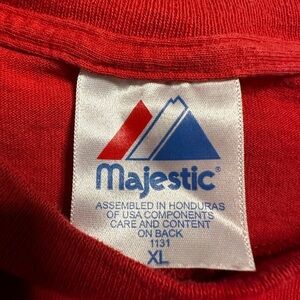 Majestic®
ASSEMBLED IN HONDURAS
OF USA COMPONENTS
CARE AND CONTENT
ON BACK
1131
XL